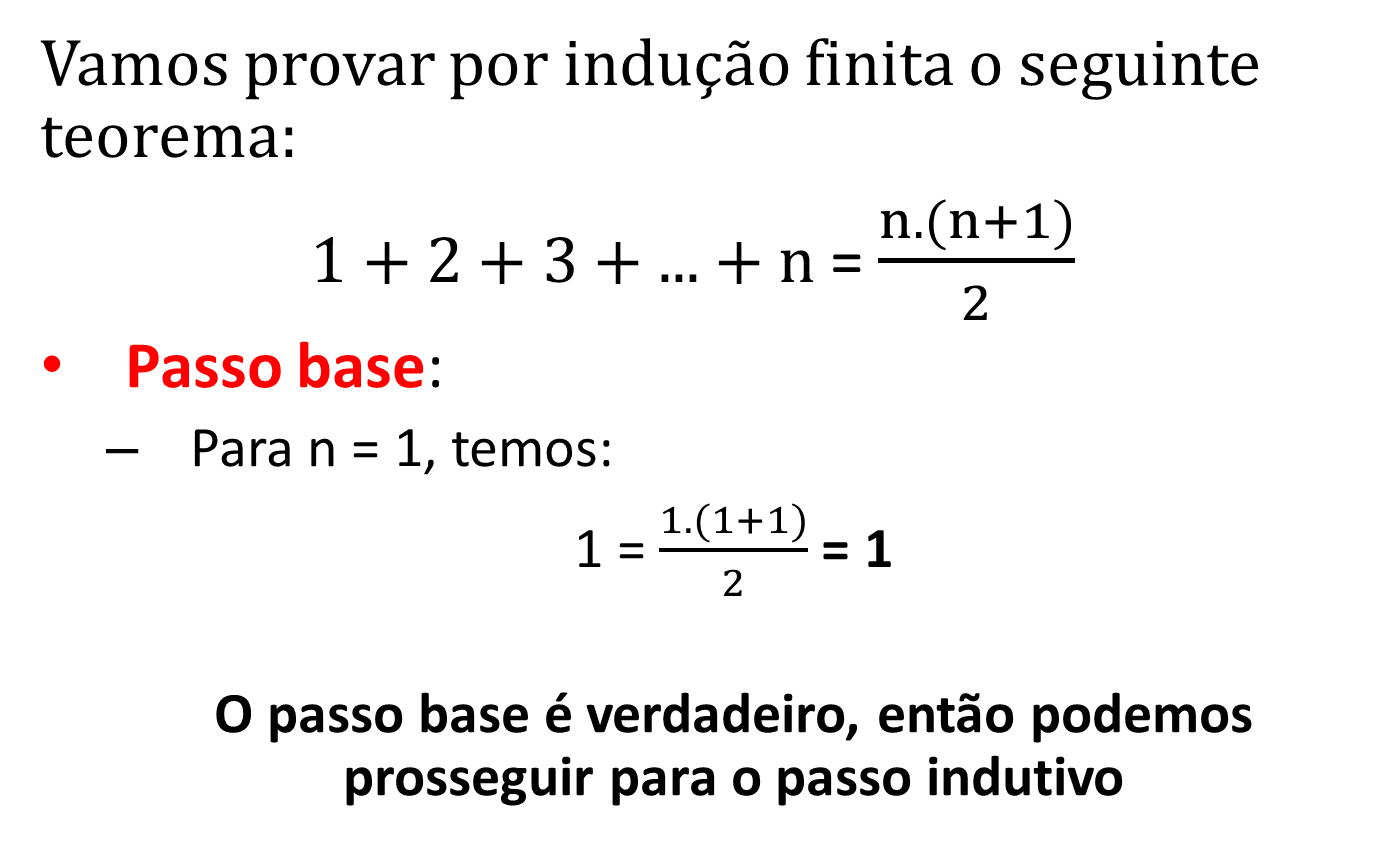 Vamos provar por indução finita o seguinte
teorema:
1 + 2 + 3 + ... + n = n.(n+1)/2
• Passo base:
– Para n = 1, temos:
1 = 1.(1+1)/2 = 1
O passo base é verdadeiro, então podemos
prosseguir para o passo indutivo